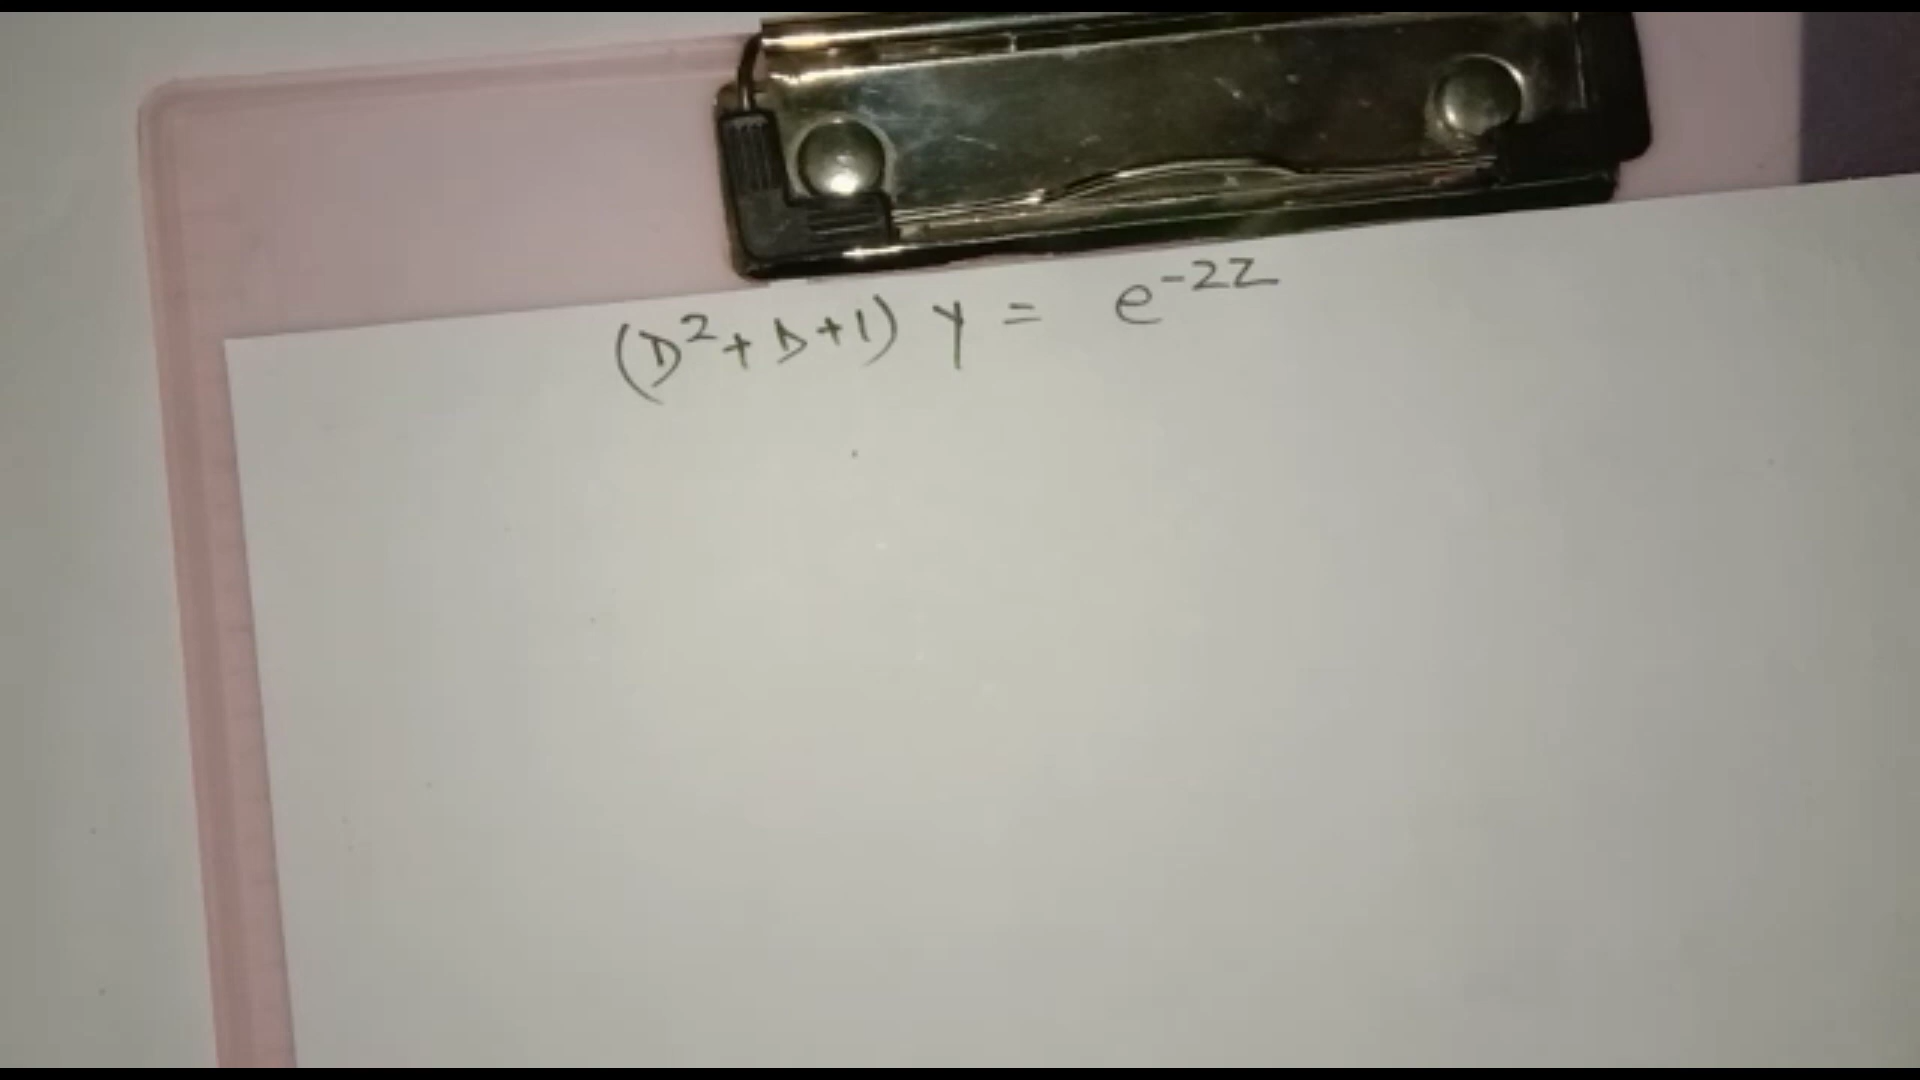 (D²+D+1) y = e⁻²ᶻ